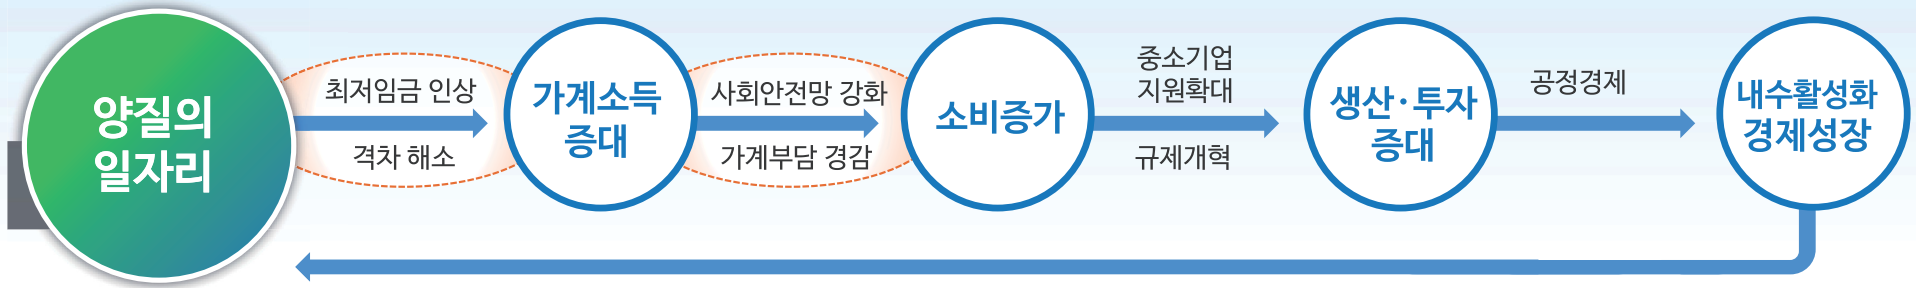 양질의
일자리
최저임금 인상
격차 해소
가계소득
증대
사회안전망 강화
가계부담 경감
소비증가
중소기업
지원확대
규제개혁
생산·투자
증대
공정경제
내수활성화
경제성장